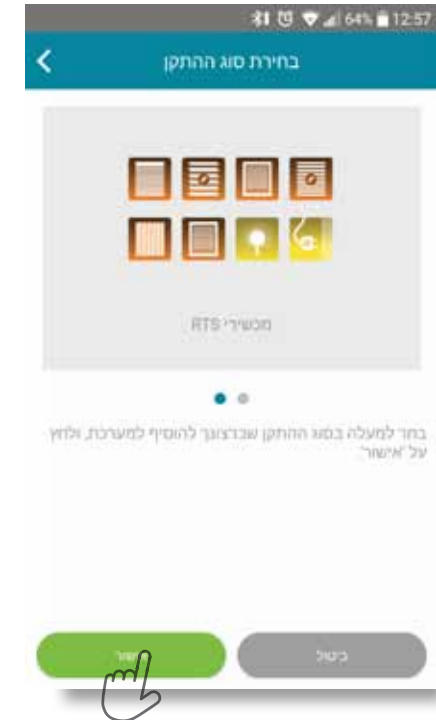 64% 12:57
בחירת סוג ההתקן
מכשירי RTS
בחר למעלה בסוג ההתקן שברצונך להוסיף למערכת, ולחץ
על 'אישור'.
ביטול